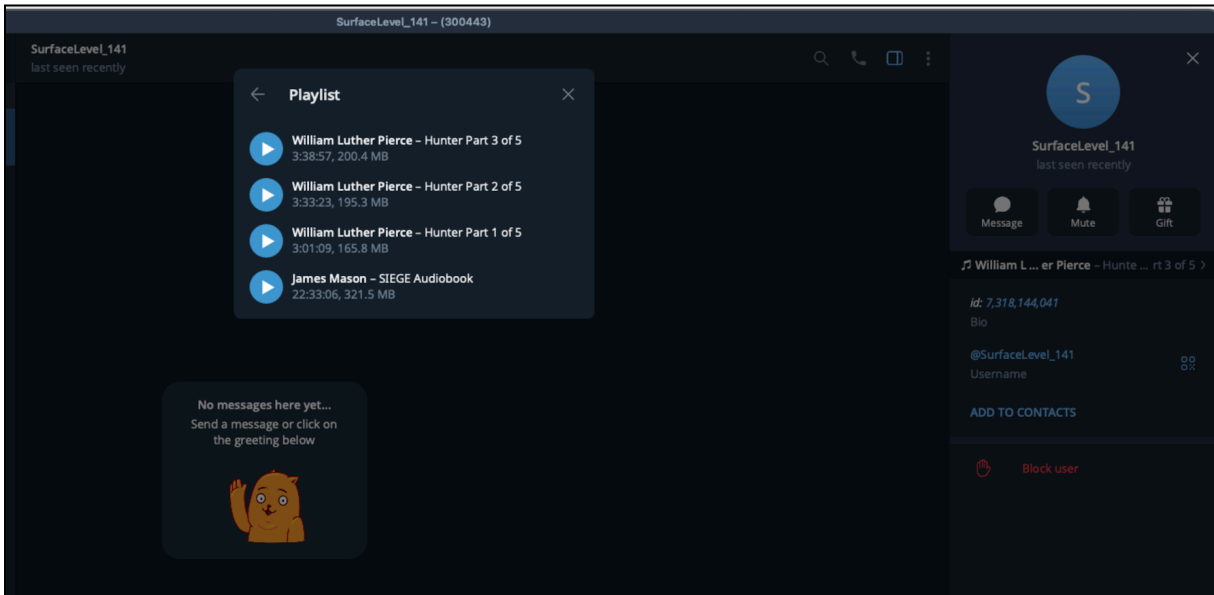 SurfaceLevel_141 – (300443)
SurfaceLevel_141
last seen recently
Playlist
William Luther Pierce – Hunter Part 3 of 5
3:38:57, 200.4 MB
William Luther Pierce – Hunter Part 2 of 5
3:33:23, 195.3 MB
William Luther Pierce – Hunter Part 1 of 5
3:01:09, 165.8 MB
James Mason – SIEGE Audiobook
22:33:06, 321.5 MB
No messages here yet...
Send a message or click on
the greeting below
S
SurfaceLevel_141
last seen recently
Message Mute Gift
William L ... er Pierce – Hunte ... rt 3 of 5
id: 7,318,144,041
Bio
@SurfaceLevel_141
Username
ADD TO CONTACTS
Block user